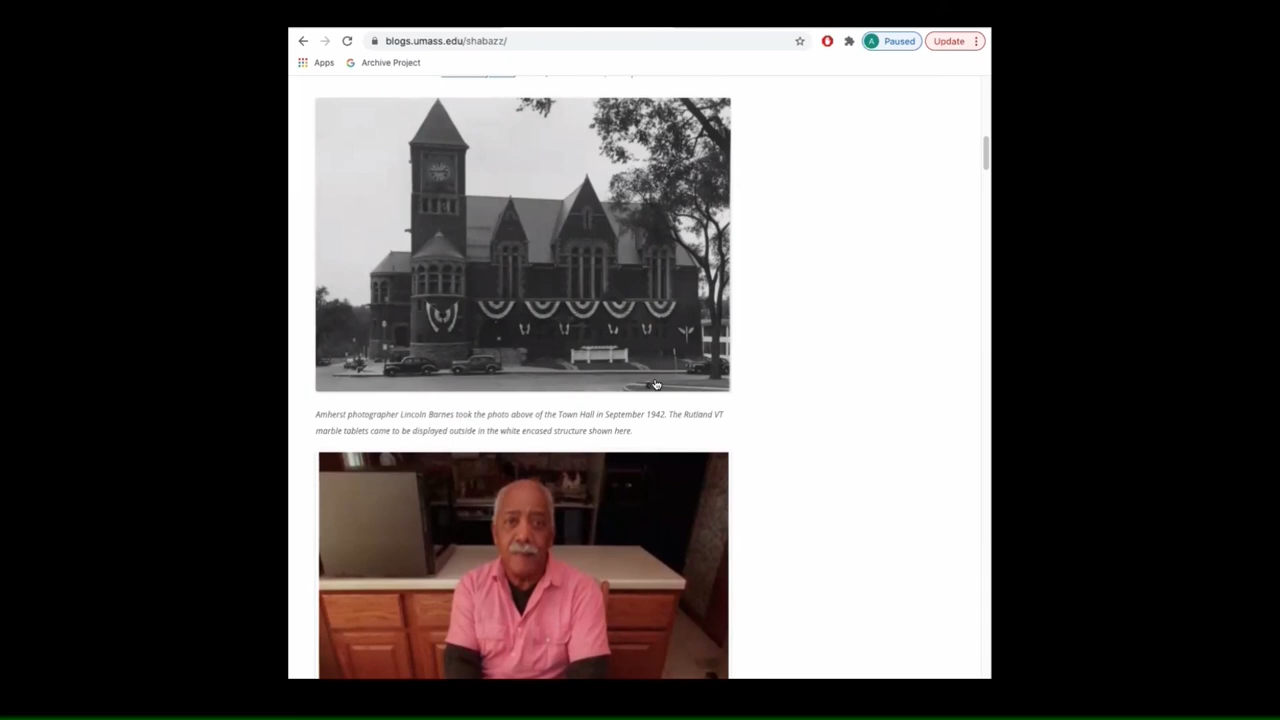 blogs.umass.edu/shabazz/
A Paused
Update
Apps
G Archive Project
Amherst photographer Lincoln Barnes took the photo above of the Town Hall in September 1942. The Rutland VT
marble tablets came to be displayed outside in the white encased structure shown here.